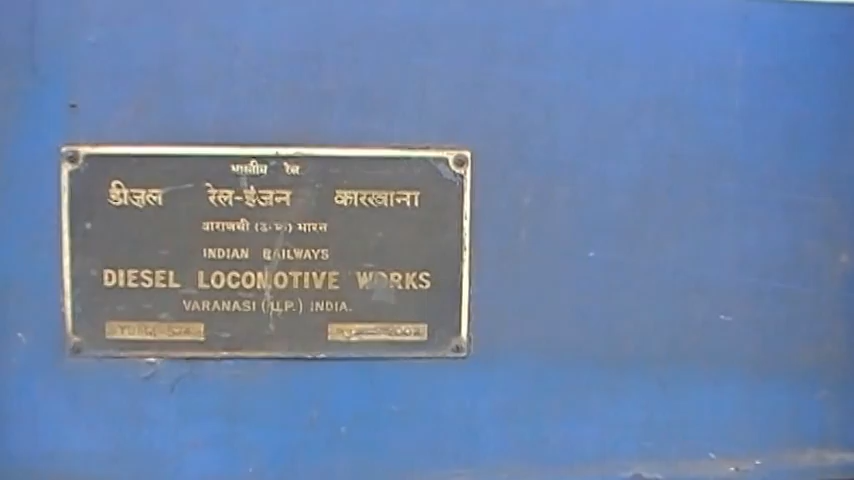 भारतीय रेल
डीज़ल रेल-इंजन कारखाना
वाराणसी (उ.प्र.) भारत
INDIAN RAILWAYS
DIESEL LOCOMOTIVE WORKS
VARANASI (U.P.) INDIA.